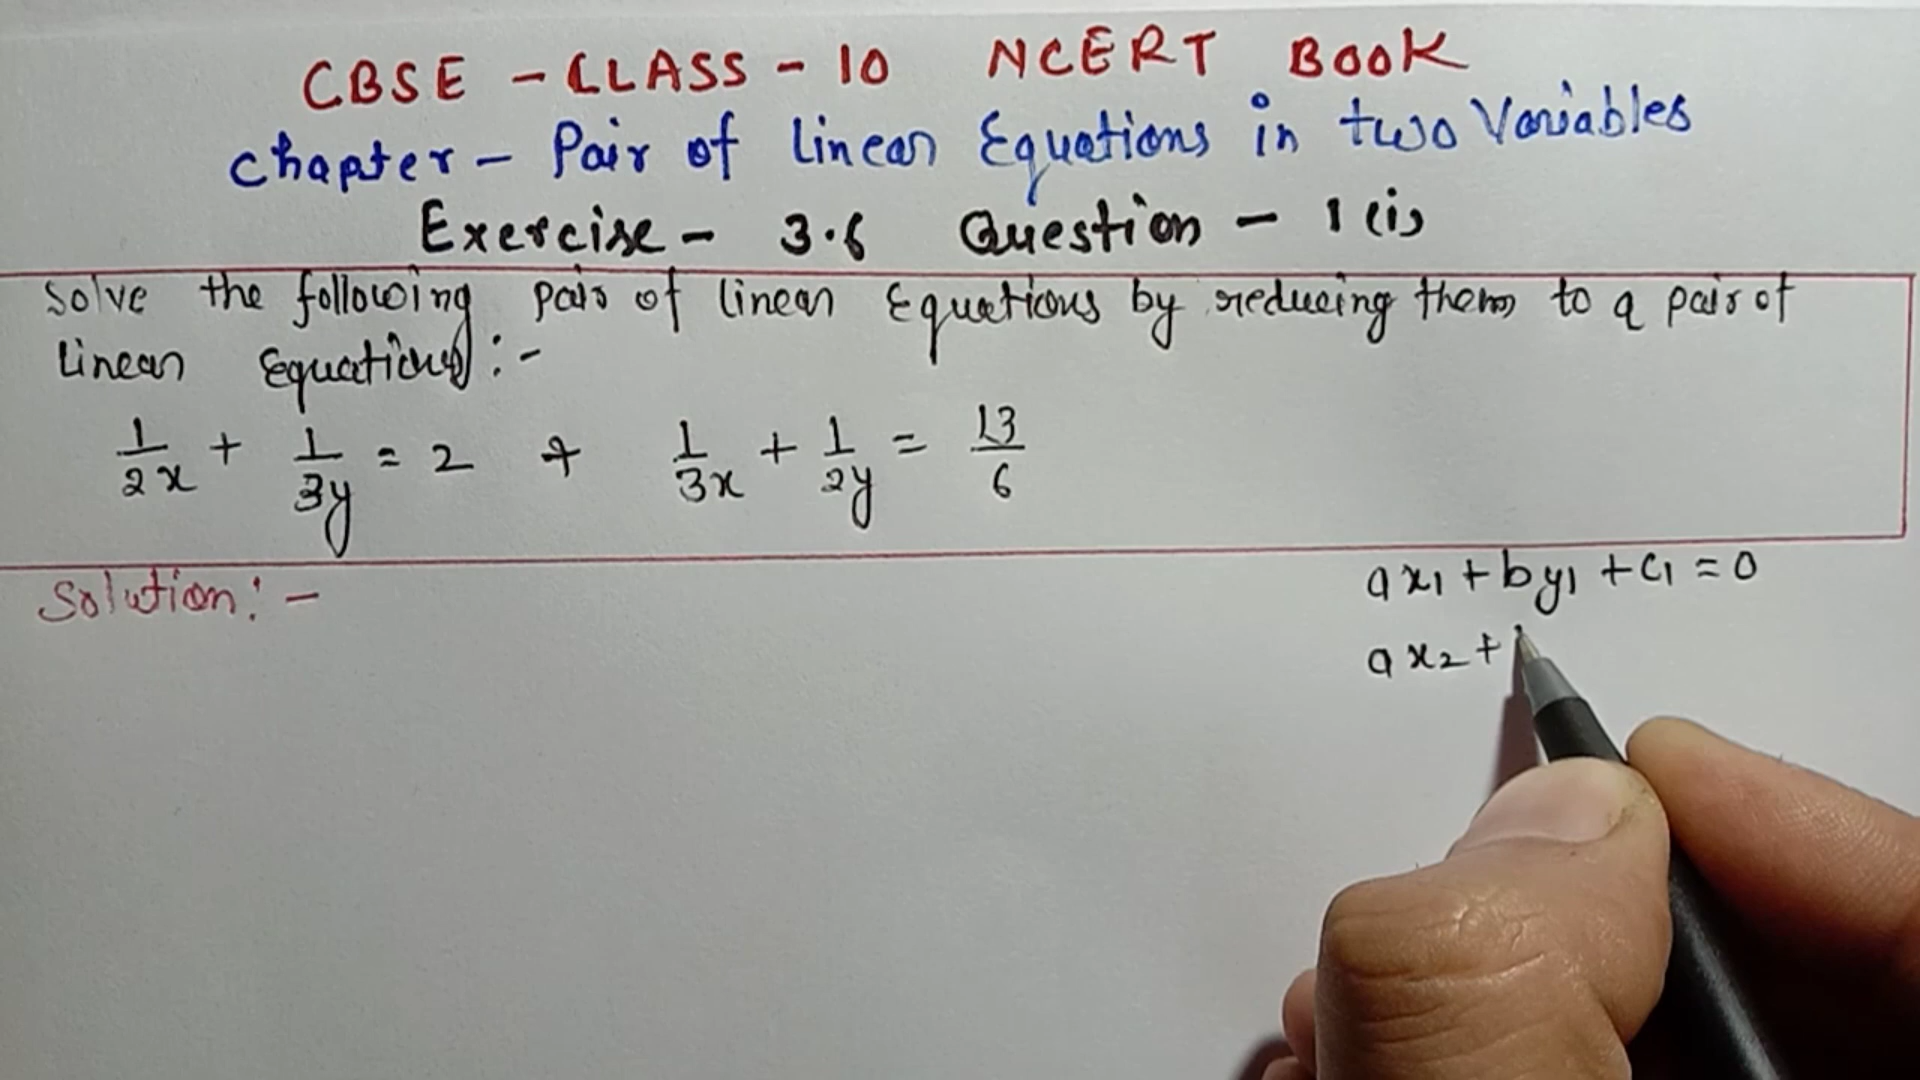 CBSE - CLASS - 10 NCERT BOOK
Chapter - Pair of Linear Equations in two Variables
Exercise - 3.6 Question - 1 (i)
Solve the following pair of linear Equations by reducing them to a pair of
linear Equations :-
1/2x + 1/3y = 2 & 1/3x + 1/2y = 13/6
Solution :-
ax₁ + by₁ + c₁ = 0
ax₂ +